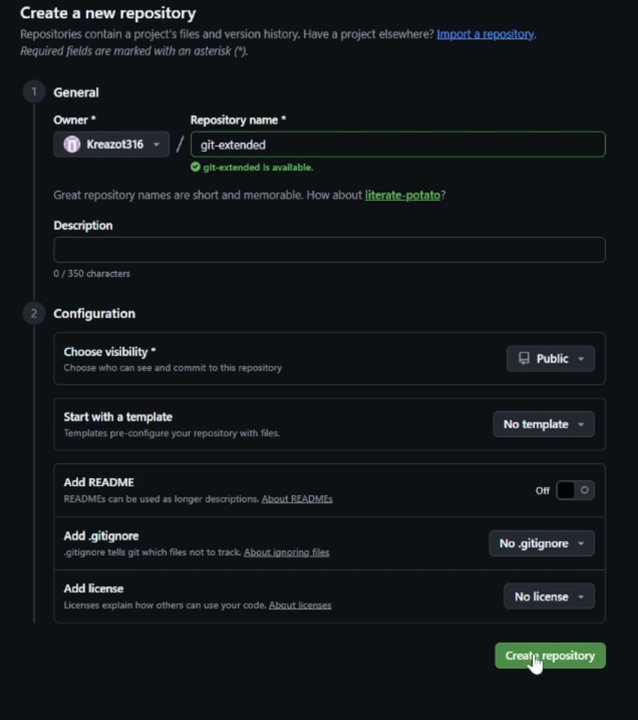 Create a new repository
Repositories contain a project's files and version history. Have a project elsewhere? Import a repository.
Required fields are marked with an asterisk (*).
1 General
Owner * Repository name *
Kreazot316 / git-extended
git-extended is available.
Great repository names are short and memorable. How about literate-potato?
Description
0 / 350 characters
2 Configuration
Choose visibility *
Choose who can see and commit to this repository
Public
Start with a template
Templates pre-configure your repository with files.
No template
Add README
READMEs can be used as longer descriptions. About READMEs
Off
Add .gitignore
.gitignore tells git which files not to track. About ignoring files
No .gitignore
Add license
Licenses explain how others can use your code. About licenses
No license
Create repository